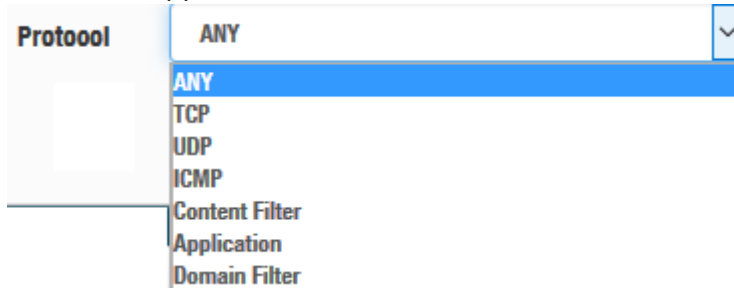 Protoool ANY
ANY
TCP
UDP
ICMP
Content Filter
Application
Domain Filter